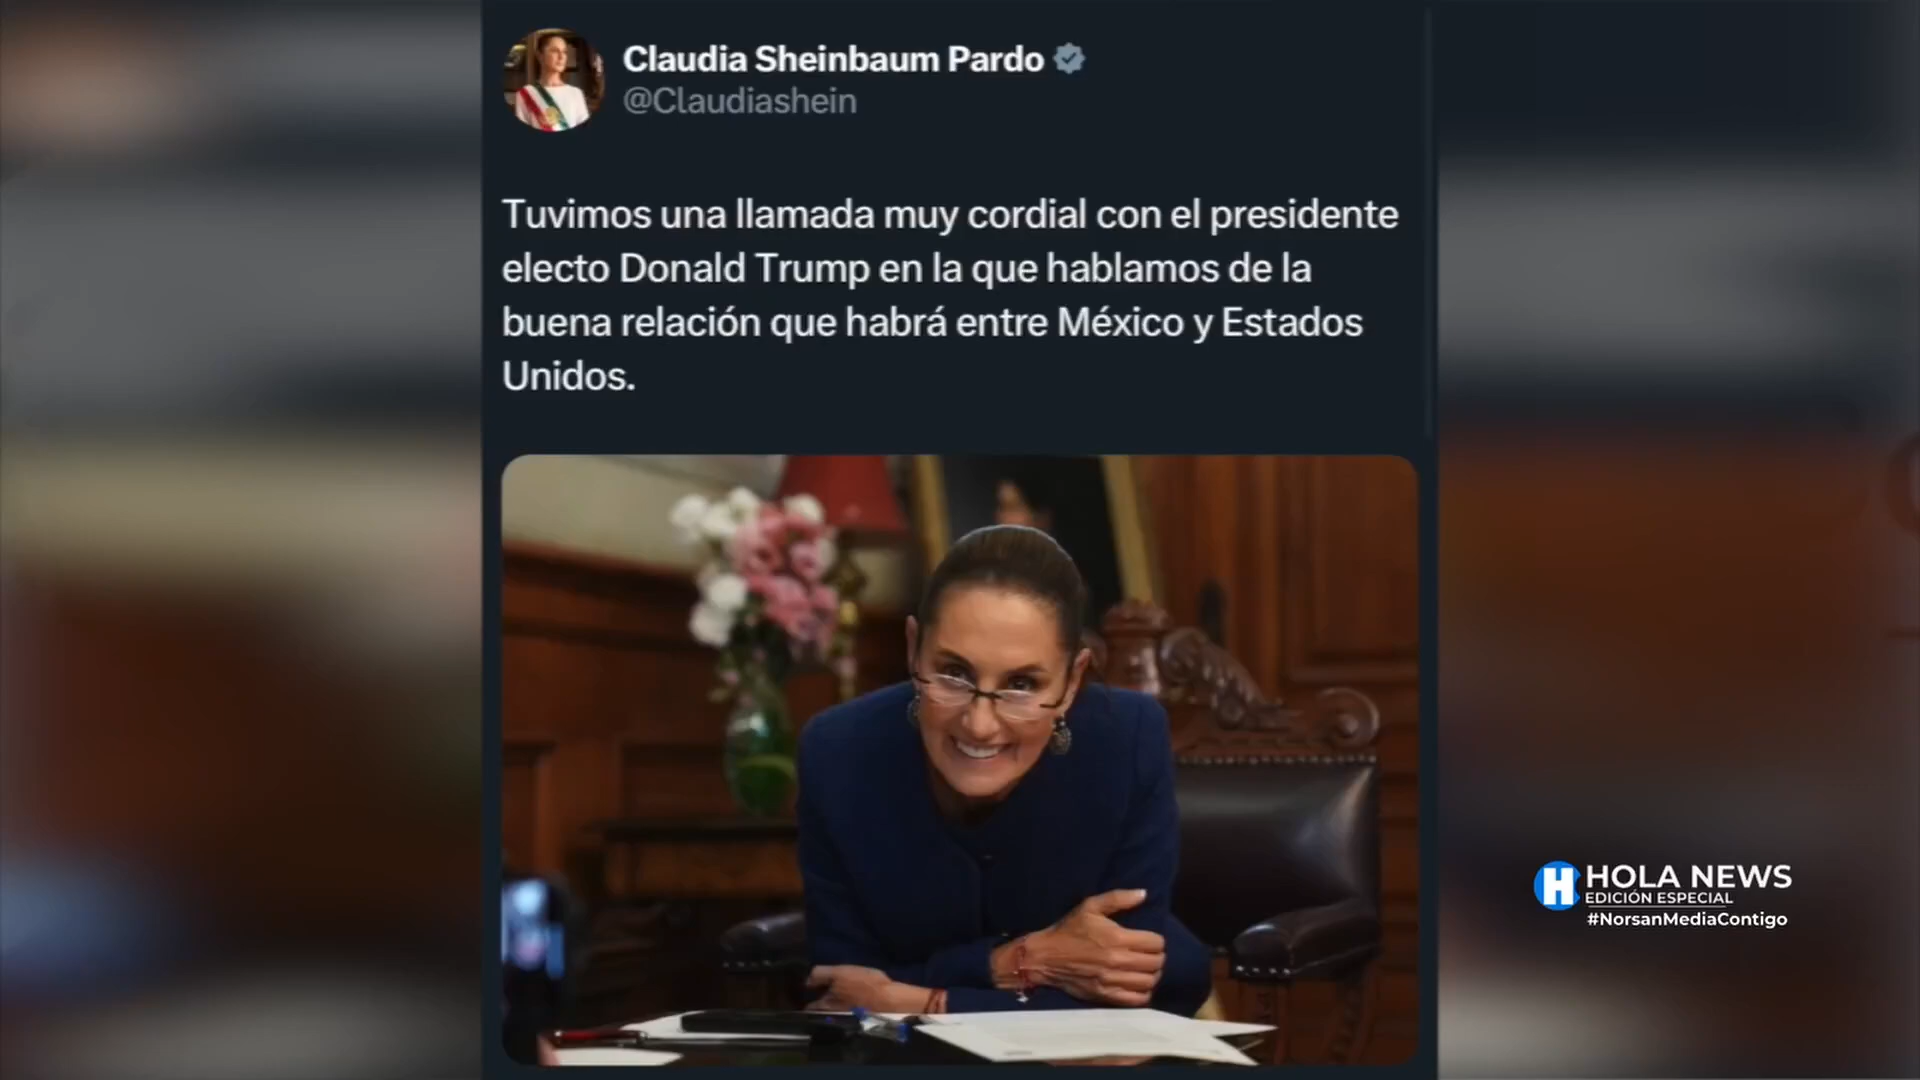 Claudia Sheinbaum Pardo
@Claudiashein
Tuvimos una llamada muy cordial con el presidente
electo Donald Trump en la que hablamos de la
buena relación que habrá entre México y Estados
Unidos.
H HOLA NEWS
EDICIÓN ESPECIAL
#NorsanMediaContigo